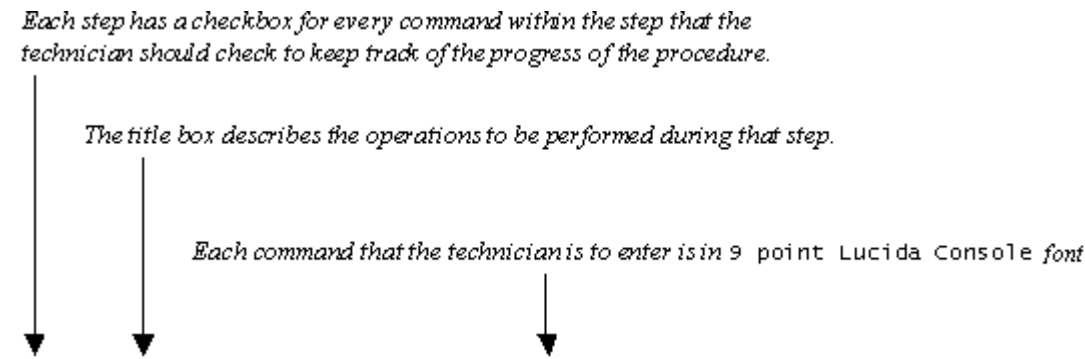 Each step has a checkbox for every command within the step that the
technician should check to keep track of the progress of the procedure.
The title box describes the operations to be performed during that step.
Each command that the technician is to enter is in 9 point Lucida Console font